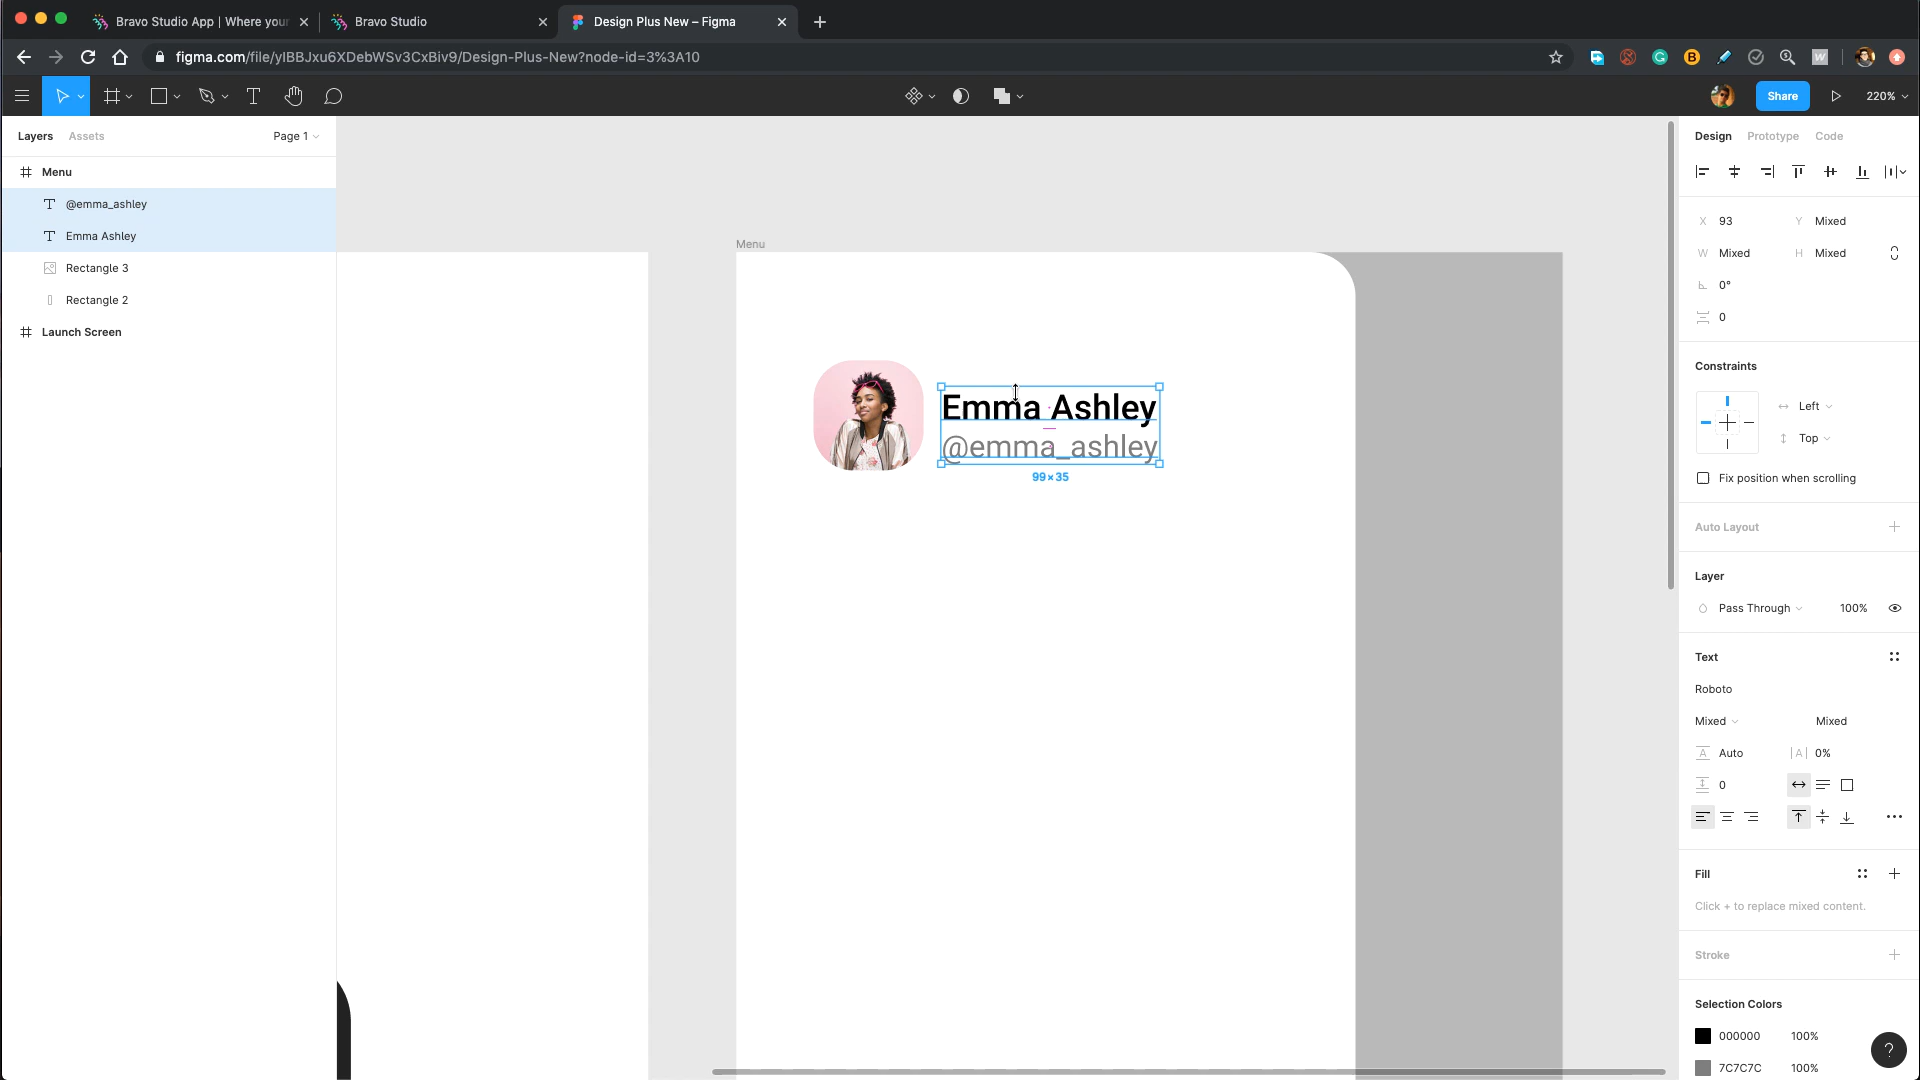 Bravo Studio App | Where your
Bravo Studio
Design Plus New – Figma
figma.com/file/yIBBJxu6XDebWSv3CxBiv9/Design-Plus-New?node-id=3%3A10
Share
220%
Layers
Assets
Page 1
Menu
@emma_ashley
Emma Ashley
Rectangle 3
Rectangle 2
Launch Screen
Menu
Emma Ashley
@emma_ashley
99 × 35
Design
Prototype
Code
X 93
Y Mixed
W Mixed
H Mixed
0°
0
Constraints
Left
Top
Fix position when scrolling
Auto Layout
Layer
Pass Through
100%
Text
Roboto
Mixed
Mixed
A Auto
|A| 0%
0
Fill
Click + to replace mixed content.
Stroke
Selection Colors
000000 100%
7C7C7C 100%
?